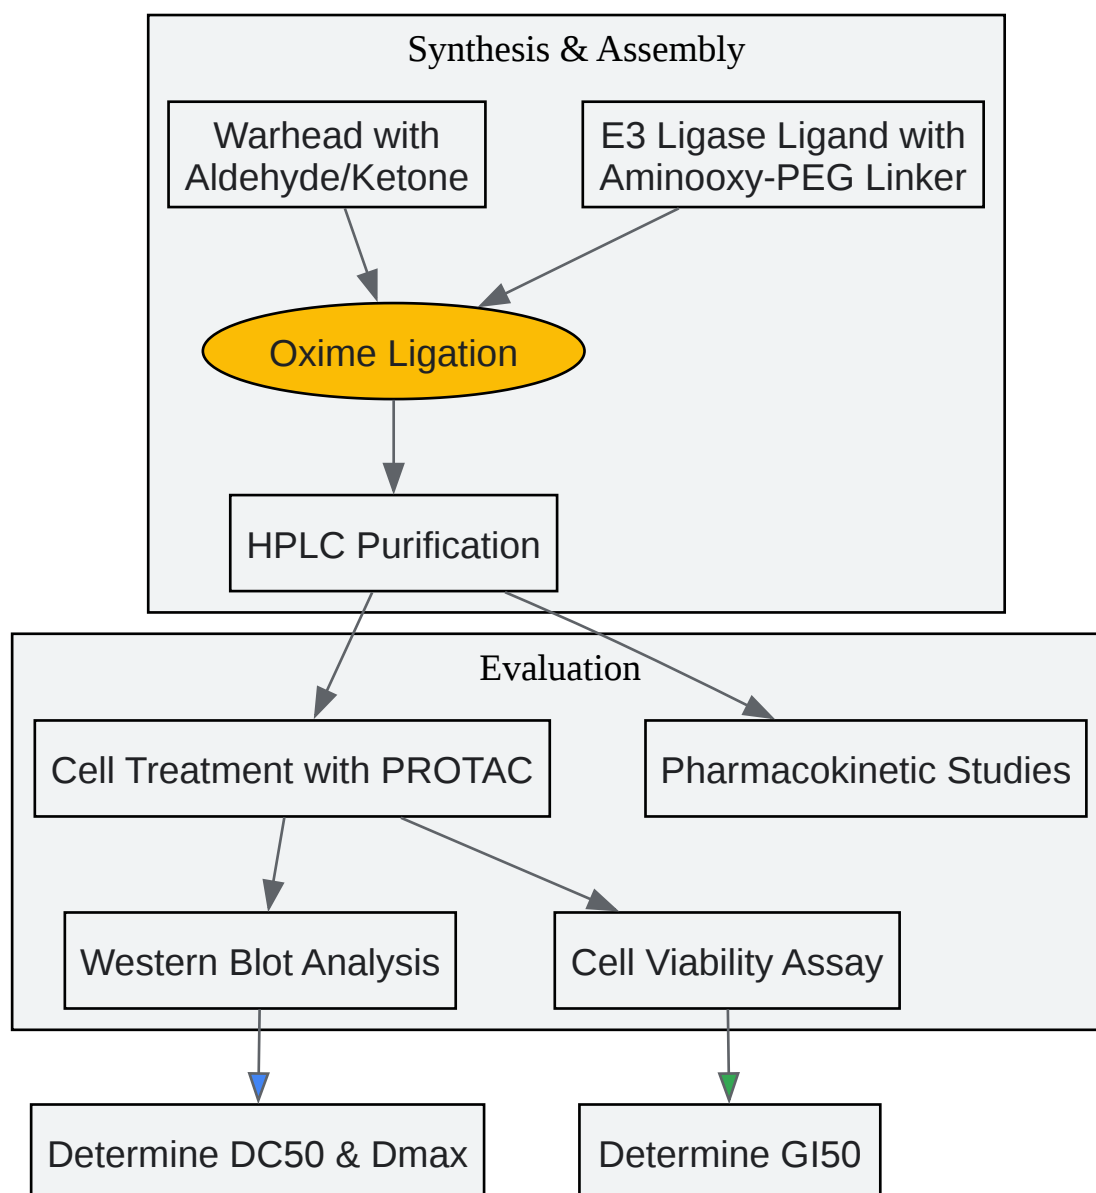 Synthesis & Assembly
Warhead with
Aldehyde/Ketone
E3 Ligase Ligand with
Aminooxy-PEG Linker
Oxime Ligation
HPLC Purification
Evaluation
Cell Treatment with PROTAC
Pharmacokinetic Studies
Western Blot Analysis
Cell Viability Assay
Determine DC50 & Dmax
Determine GI50